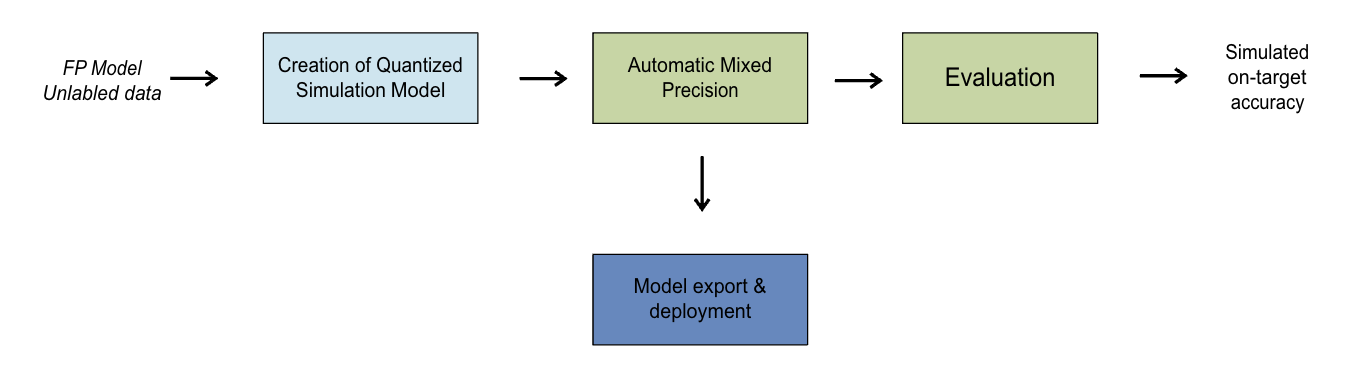 FP Model
Unlabled data
Creation of Quantized
Simulation Model
Automatic Mixed
Precision
Evaluation
Simulated
on-target
accuracy
Model export &
deployment